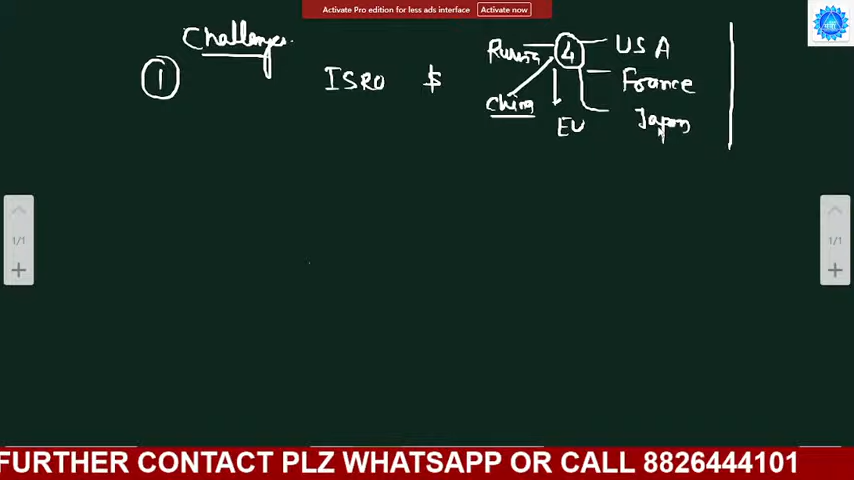 Activate Pro edition for less ads interface Activate now
Challenges.
① ISRO $ Russia ④ USA
France
China
EU Japan
1/1 1/1
FURTHER CONTACT PLZ WHATSAPP OR CALL 8826444101